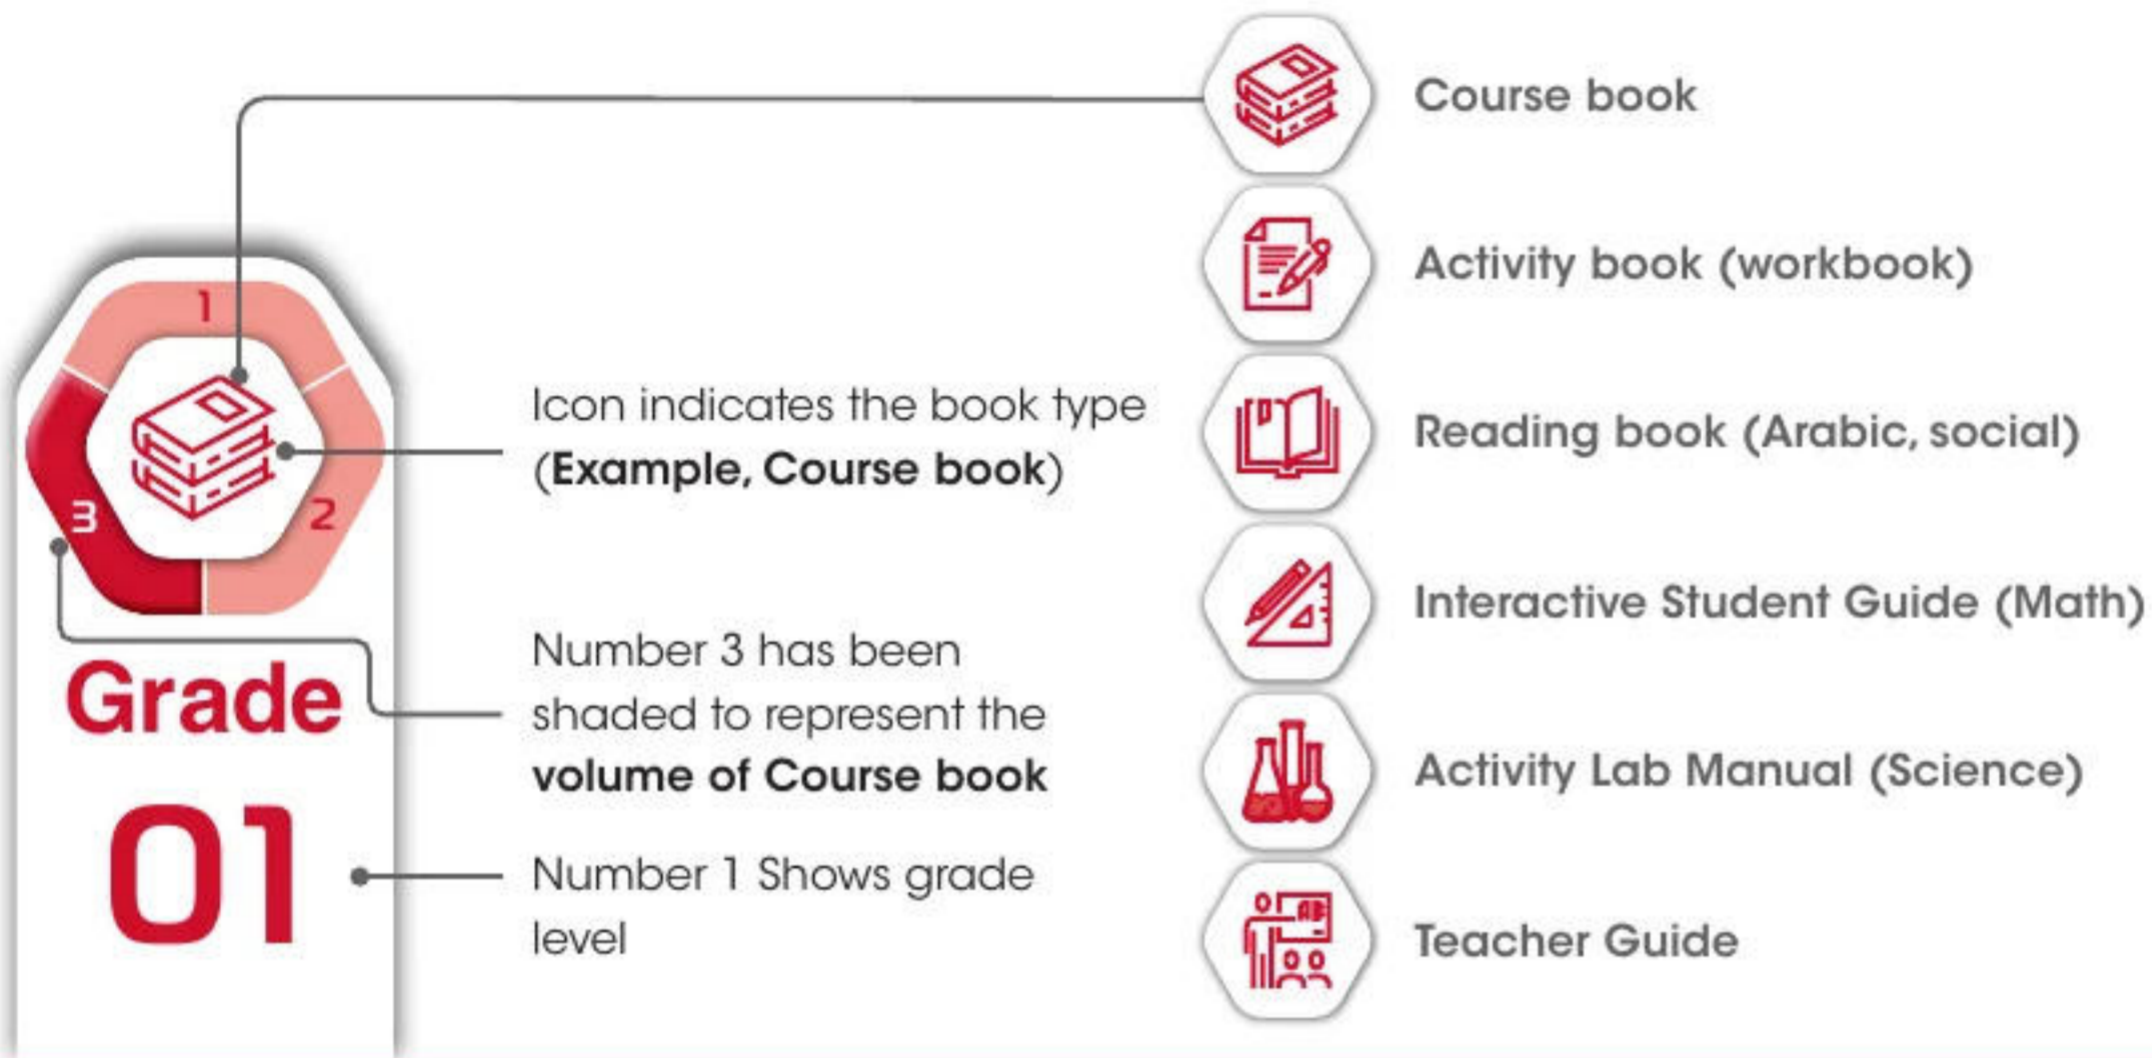 1
3
2
Grade
01
Icon indicates the book type
(Example, Course book)
Number 3 has been
shaded to represent the
volume of Course book
Number 1 Shows grade
level
Course book
Activity book (workbook)
Reading book (Arabic, social)
Interactive Student Guide (Math)
Activity Lab Manual (Science)
Teacher Guide